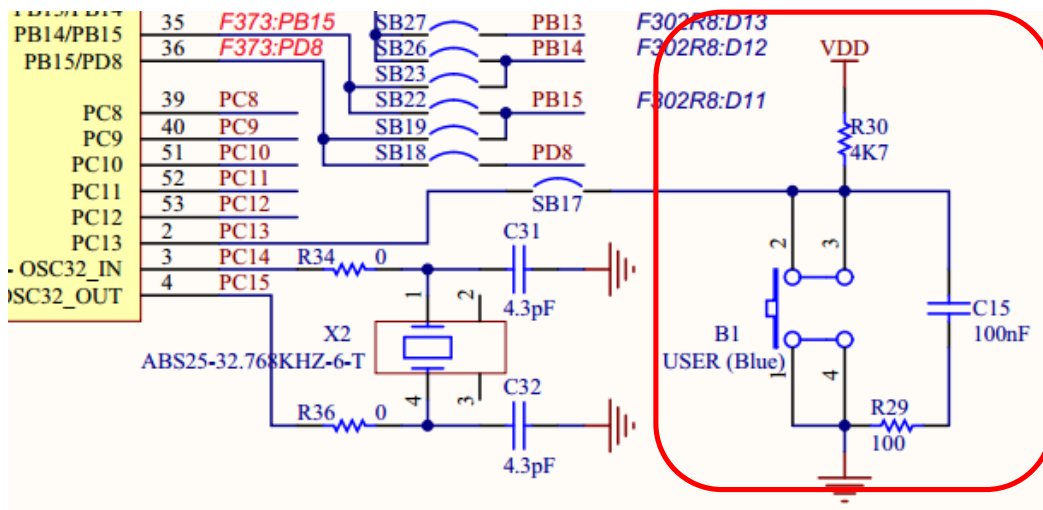 PB13/PB14
35 F373:PB15 SB27 PB13 F302R8:D13
PB14/PB15
36 F373:PD8 SB26 PB14 F302R8:D12 VDD
PB15/PD8
SB23
39 PC8 SB22 PB15 F302R8:D11
PC8
40 PC9 SB19 R30
PC9
51 PC10 SB18 PD8 4K7
PC10
52 PC11
PC11 SB17
53 PC12
PC12
2 PC13 C31 2 3
PC13
3 PC14 R34 0
- OSC32_IN
4 PC15
OSC32_OUT
1 2 4.3pF C15
X2 B1 100nF
ABS25-32.768KHZ-6-T USER (Blue)
C32 1 4
4 3
R36 0 R29
100
4.3pF